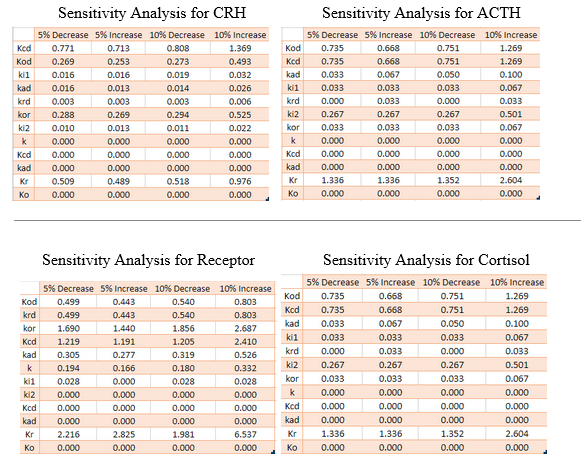 Sensitivity Analysis for CRH
5% Decrease 5% Increase 10% Decrease 10% Increase
Kcd 0.771 0.713 0.808 1.369
Kod 0.269 0.253 0.273 0.493
ki1 0.016 0.016 0.019 0.032
kad 0.016 0.013 0.014 0.026
krd 0.003 0.003 0.003 0.006
kor 0.288 0.269 0.294 0.525
ki2 0.010 0.013 0.011 0.022
k 0.000 0.000 0.000 0.000
Kcd 0.000 0.000 0.000 0.000
kad 0.000 0.000 0.000 0.000
Kr 0.509 0.489 0.518 0.976
Ko 0.000 0.000 0.000 0.000
Sensitivity Analysis for ACTH
5% Decrease 5% Increase 10% Decrease 10% Increase
Kod 0.735 0.668 0.751 1.269
Kcd 0.735 0.668 0.751 1.269
kad 0.033 0.067 0.050 0.100
ki1 0.033 0.033 0.033 0.067
krd 0.000 0.033 0.000 0.033
ki2 0.267 0.267 0.267 0.501
kor 0.033 0.033 0.033 0.067
k 0.000 0.000 0.000 0.000
Kcd 0.000 0.000 0.000 0.000
kad 0.000 0.000 0.000 0.000
Kr 1.336 1.336 1.352 2.604
Ko 0.000 0.000 0.000 0.000
Sensitivity Analysis for Receptor
5% Decrease 5% Increase 10% Decrease 10% Increase
Kod 0.499 0.443 0.540 0.803
krd 0.499 0.443 0.540 0.803
kor 1.690 1.440 1.856 2.687
Kcd 1.219 1.191 1.205 2.410
kad 0.305 0.277 0.319 0.526
k 0.194 0.166 0.180 0.332
ki1 0.028 0.000 0.028 0.028
ki2 0.000 0.000 0.000 0.000
Kcd 0.000 0.000 0.000 0.000
kad 0.000 0.000 0.000 0.000
Kr 2.216 2.825 1.981 6.537
Ko 0.000 0.000 0.000 0.000
Sensitivity Analysis for Cortisol
5% Decrease 5% Increase 10% Decrease 10% Increase
Kod 0.735 0.668 0.751 1.269
Kcd 0.735 0.668 0.751 1.269
kad 0.033 0.067 0.050 0.100
ki1 0.033 0.033 0.033 0.067
krd 0.000 0.033 0.000 0.033
ki2 0.267 0.267 0.267 0.501
kor 0.033 0.033 0.033 0.067
k 0.000 0.000 0.000 0.000
Kcd 0.000 0.000 0.000 0.000
kad 0.000 0.000 0.000 0.000
Kr 1.336 1.336 1.352 2.604
Ko 0.000 0.000 0.000 0.000